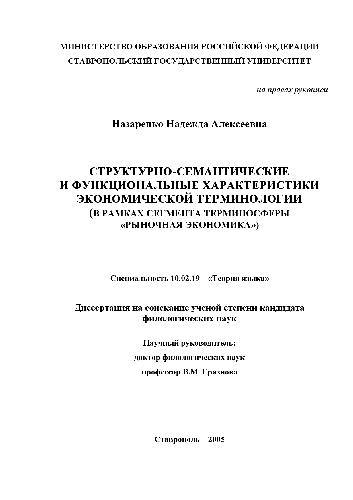 МИНИСТЕРСТВО ОБРАЗОВАНИЯ РОССИЙСКОЙ ФЕДЕРАЦИИ
СТАВРОПОЛЬСКИЙ ГОСУДАРСТВЕННЫЙ УНИВЕРСИТЕТ
на правах рукописи
Назаренко Надежда Алексеевна
СТРУКТУРНО-СЕМАНТИЧЕСКИЕ
И ФУНКЦИОНАЛЬНЫЕ ХАРАКТЕРИСТИКИ
ЭКОНОМИЧЕСКОЙ ТЕРМИНОЛОГИИ
(В РАМКАХ СЕГМЕНТА ТЕРМИНОСФЕРЫ
«РЫНОЧНАЯ ЭКОНОМИКА»)
Специальность 10.02.19 – «Теория языка»
Диссертация на соискание ученой степени кандидата
филологических наук
Научный руководитель:
доктор филологических наук
профессор В.М. Грязнова
Ставрополь – 2005